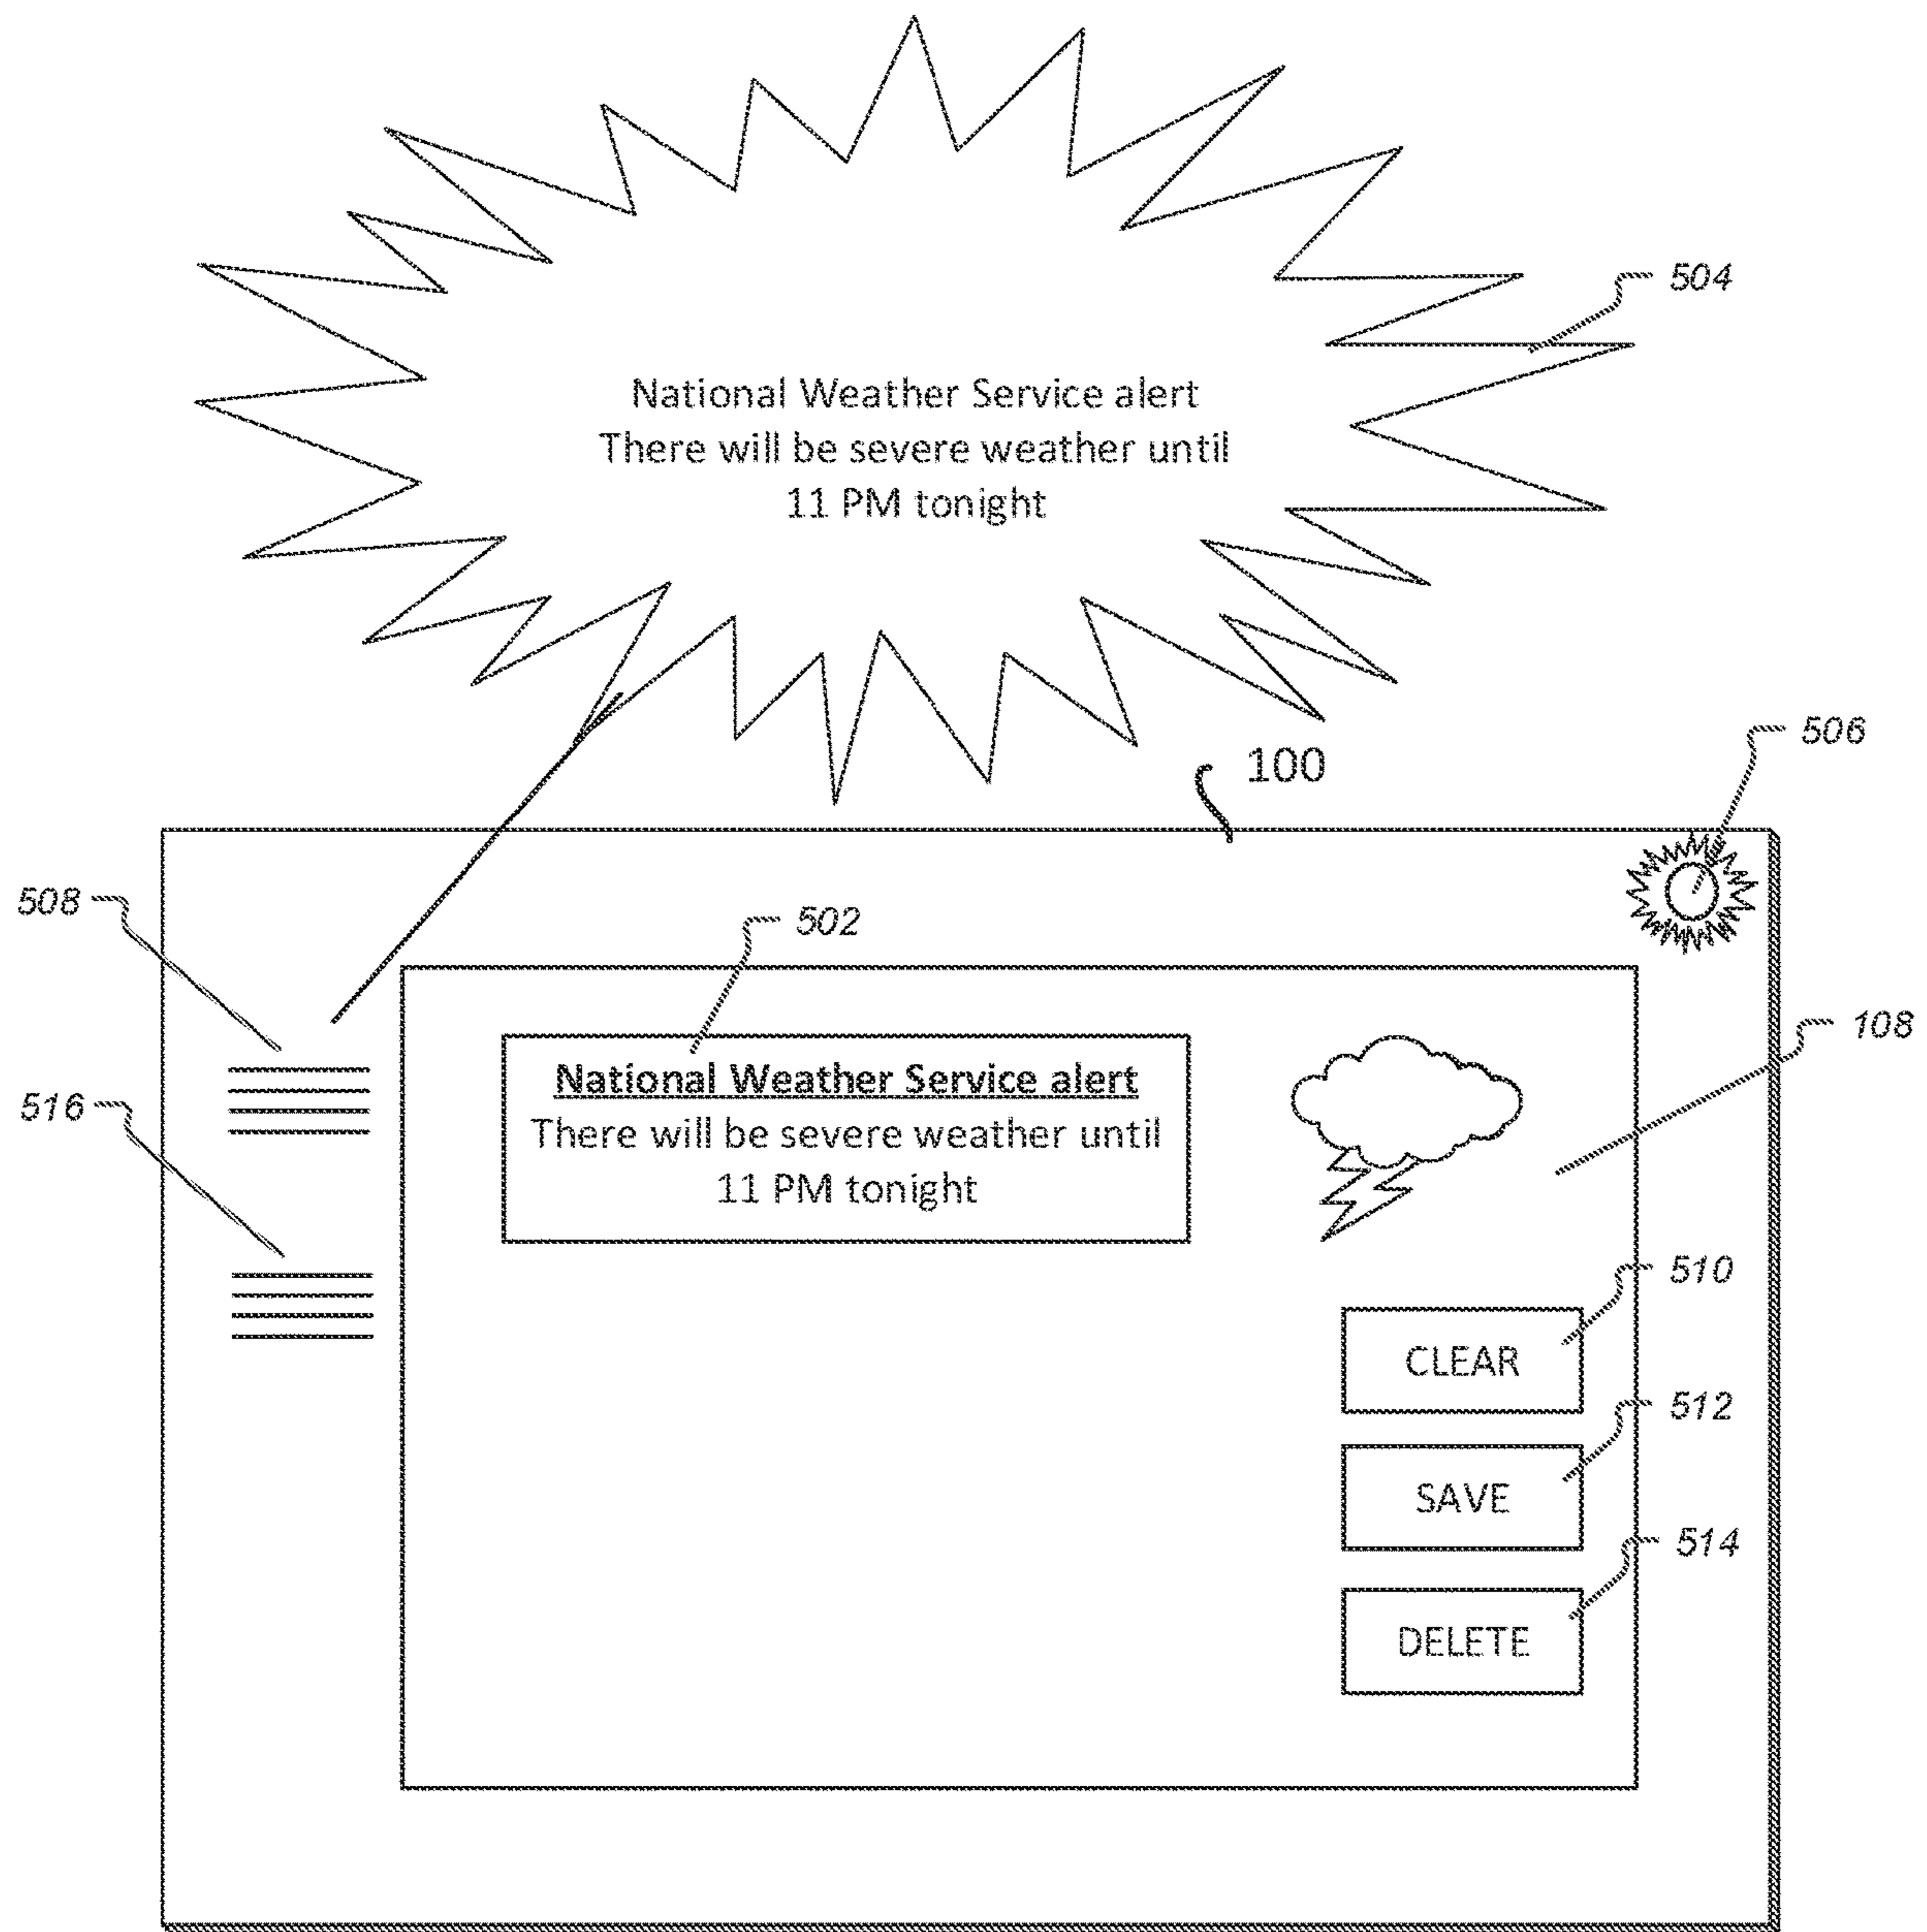 504
National Weather Service alert
There will be severe weather until
11 PM tonight
506
100
508
502
108
National Weather Service alert
There will be severe weather until
11 PM tonight
516
510
CLEAR
512
SAVE
514
DELETE